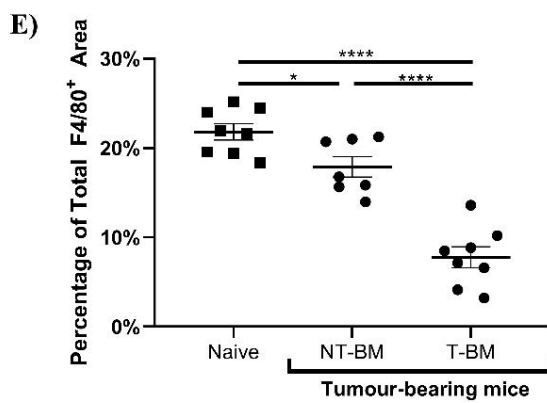 E)
Percentage of Total F4/80⁺ Area
30%
20%
10%
0%
****
* ****
Naive NT-BM T-BM
Tumour-bearing mice